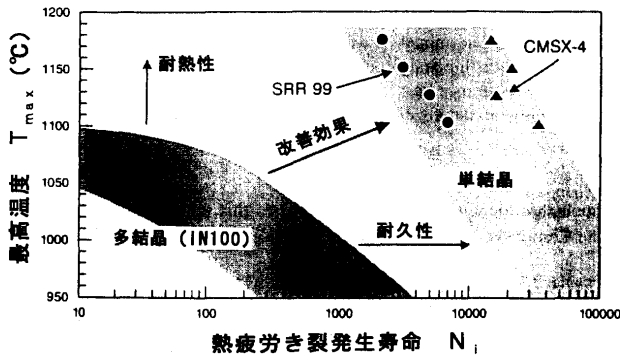 最高温度 Tmax (℃)
1200
1150
1100
1050
1000
950
耐熱性
SRR 99
CMSX-4
改善効果
単結晶
多結晶 (IN100)
耐久性
10
100
1000
10000
100000
熱疲労き裂発生寿命 Ni